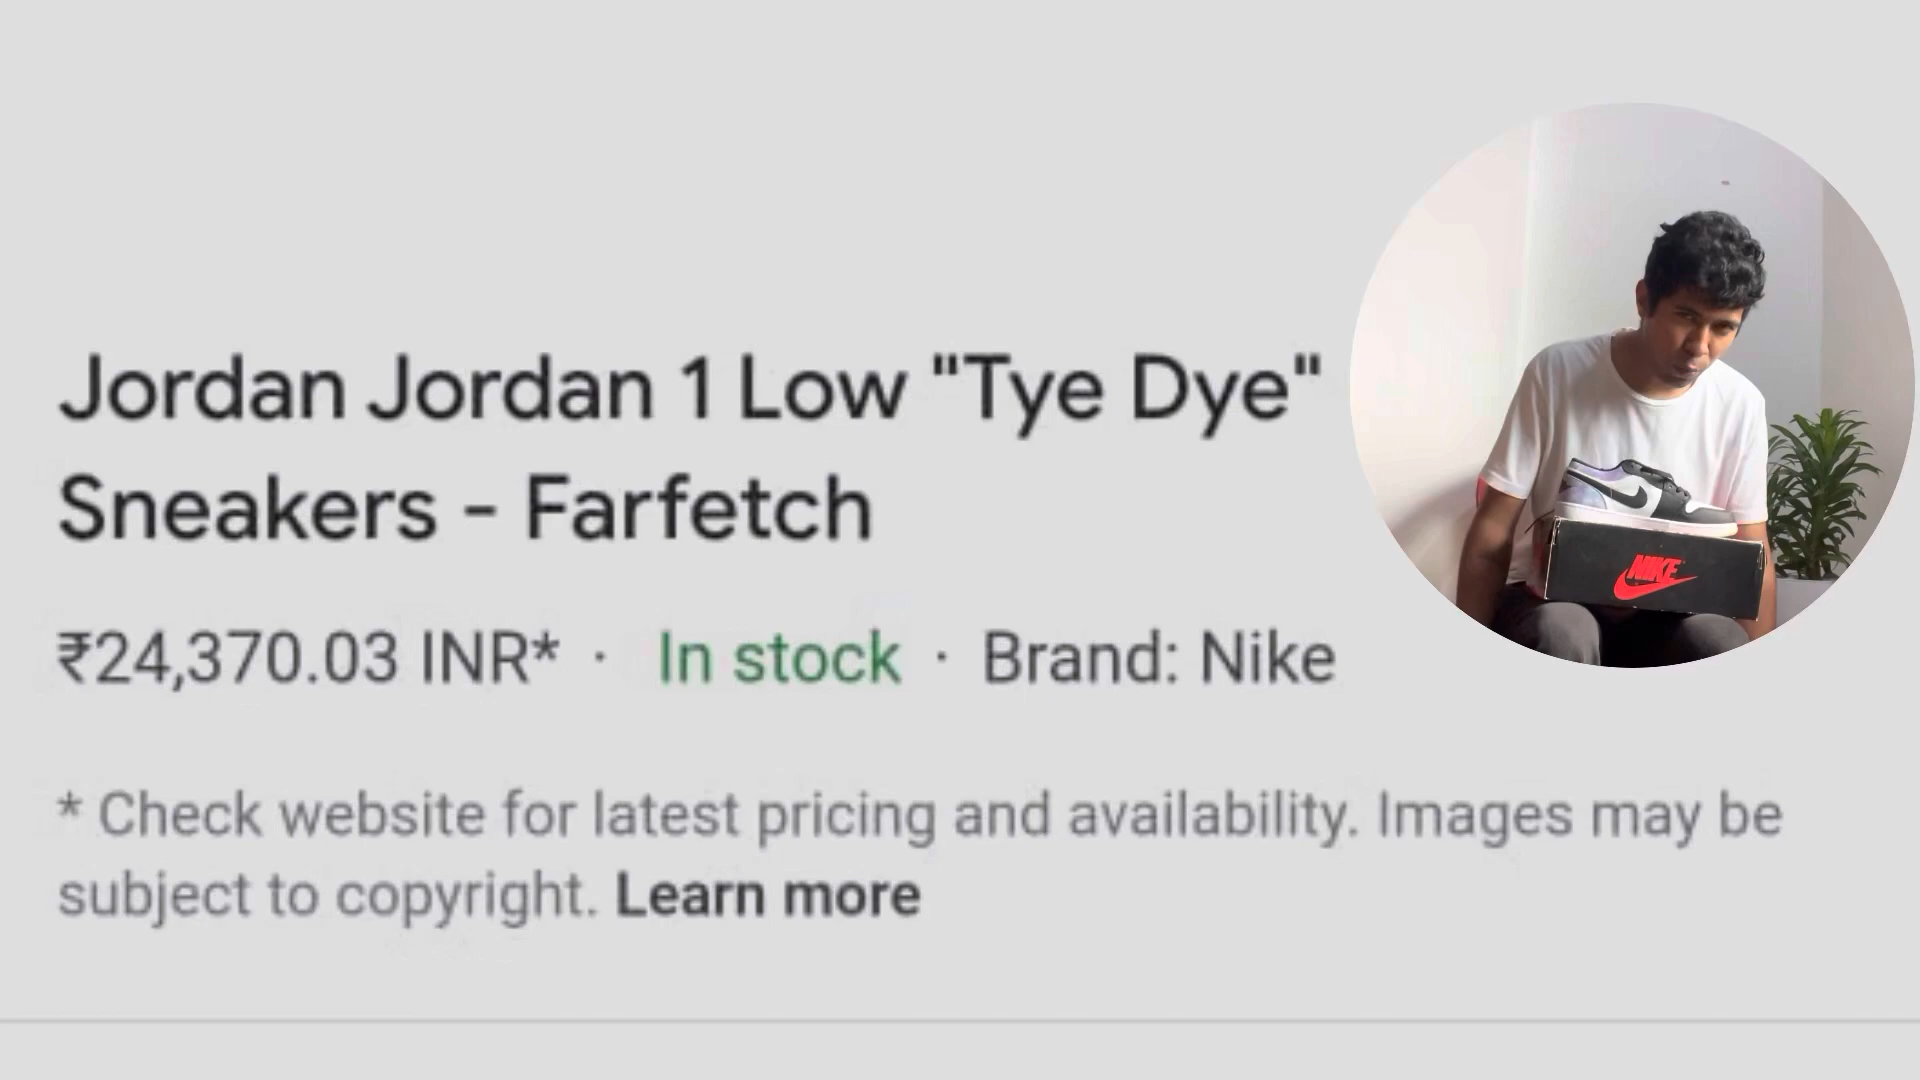 Jordan Jordan 1 Low "Tye Dye"
Sneakers - Farfetch
₹24,370.03 INR* · In stock · Brand: Nike
* Check website for latest pricing and availability. Images may be
subject to copyright. Learn more
NIKE